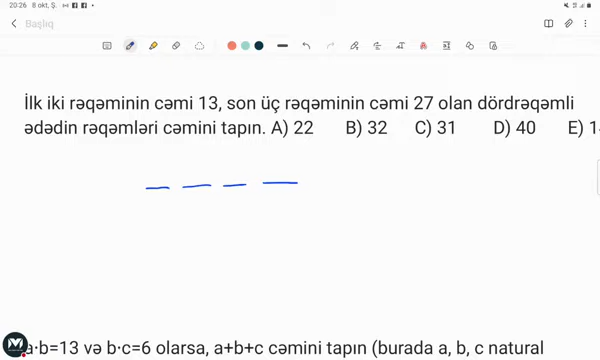 20:26 8 okt, Ş.
Başlıq
İlk iki rəqəminin cəmi 13, son üç rəqəminin cəmi 27 olan dördrəqəmli
ədədin rəqəmləri cəmini tapın. A) 22 B) 32 C) 31 D) 40 E) 1
a·b=13 və b·c=6 olarsa, a+b+c cəmini tapın (burada a, b, c natural